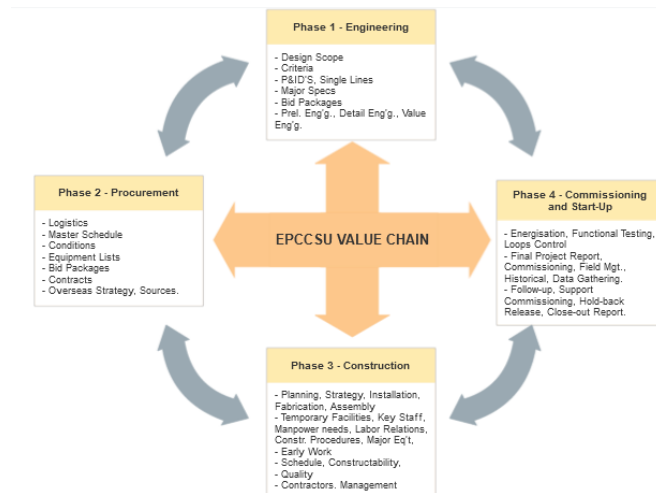 Phase 1 - Engineering
- Design Scope
- Criteria
- P&ID'S, Single Lines
- Major Specs
- Bid Packages
- Prel. Eng'g., Detail Eng'g., Value
Eng'g.
Phase 2 - Procurement
- Logistics
- Master Schedule
- Conditions
- Equipment Lists
- Bid Packages
- Contracts
- Overseas Strategy, Sources.
EPCCSU VALUE CHAIN
Phase 4 - Commissioning
and Start-Up
- Energisation, Functional Testing,
Loops Control
- Final Project Report,
Commissioning, Field Mgt.,
Historical, Data Gathering.
- Follow-up, Support
Commissioning, Hold-back
Release, Close-out Report.
Phase 3 - Construction
- Planning, Strategy, Installation,
Fabrication, Assembly
- Temporary Facilities, Key Staff,
Manpower needs, Labor Relations,
Constr. Procedures, Major Eq't,
- Early Work
- Schedule, Constructability,
- Quality
- Contractors. Management